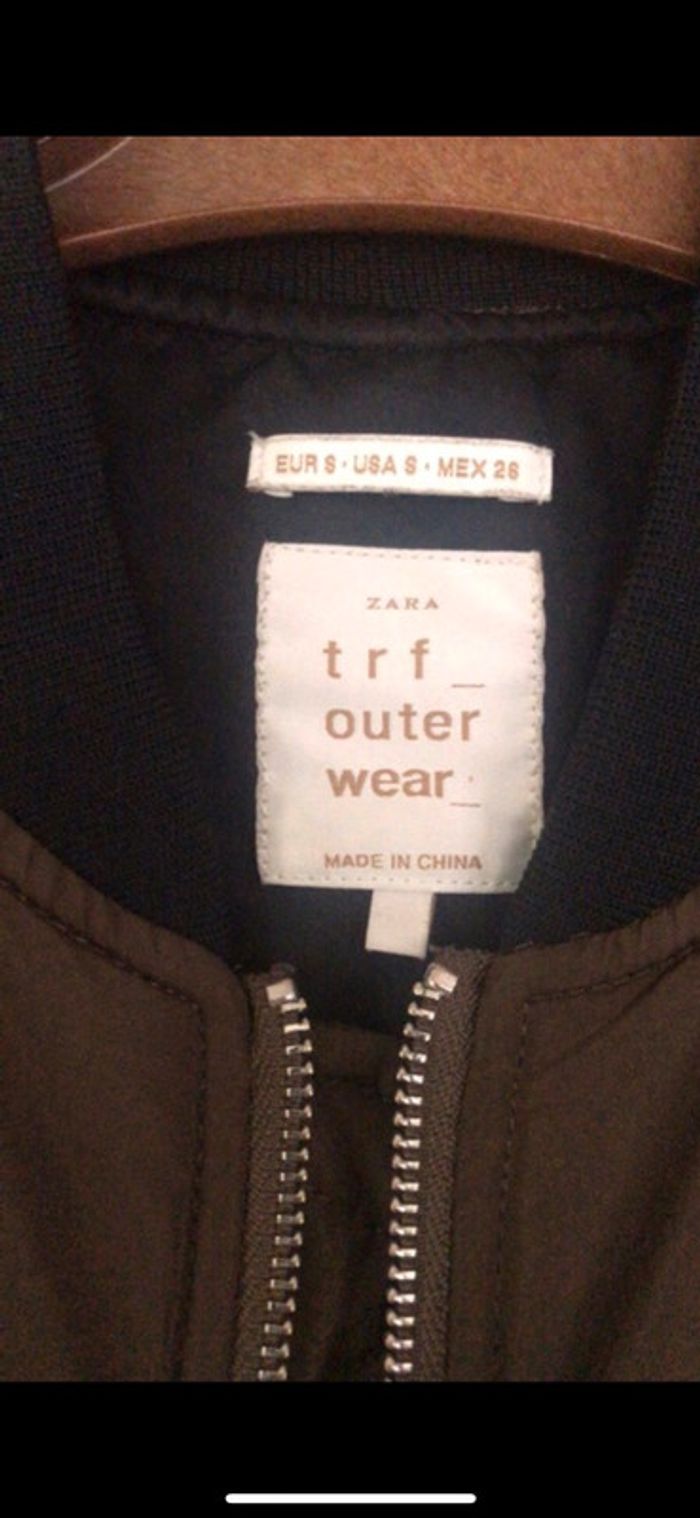 EUR S · USA S · MEX 26
ZARA
trf_
outer
wear_
MADE IN CHINA